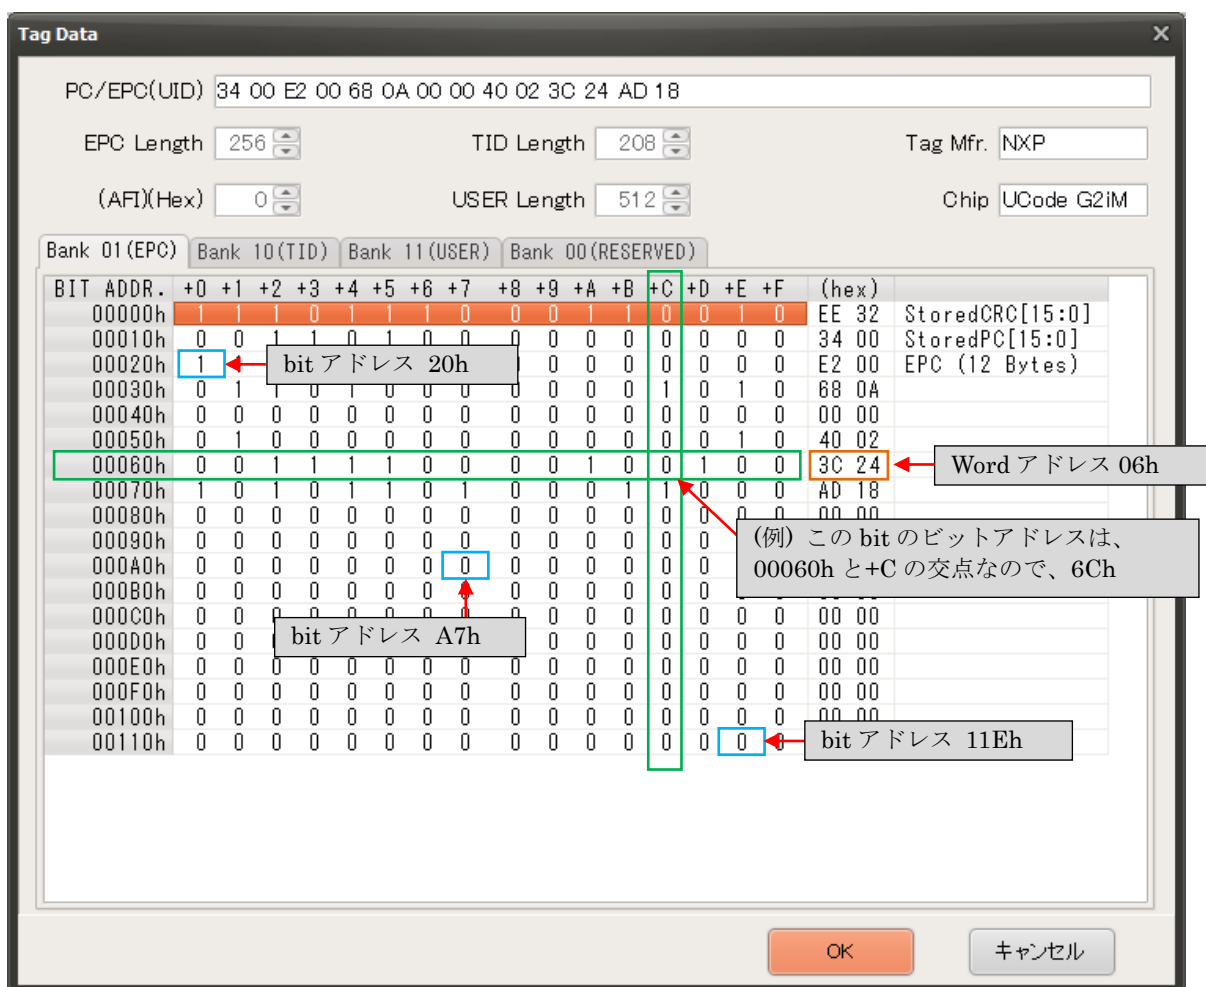 Tag Data
PC/EPC(UID) 34 00 E2 00 68 0A 00 00 40 02 3C 24 AD 18
EPC Length 256 TID Length 208 Tag Mfr. NXP
(AFI)(Hex) 0 USER Length 512 Chip UCode G2iM
Bank 01(EPC) Bank 10(TID) Bank 11(USER) Bank 00(RESERVED)
BIT ADDR. +0 +1 +2 +3 +4 +5 +6 +7 +8 +9 +A +B +C +D +E +F (hex)
00000h 1 1 1 0 1 1 1 0 0 0 1 1 0 0 1 0 EE 32 StoredCRC[15:0]
00010h 0 0 1 1 0 1 0 0 0 0 0 0 0 0 0 0 34 00 StoredPC[15:0]
00020h 1 1 0 0 0 0 0 0 0 0 E2 00 EPC (12 Bytes)
bit アドレス 20h
00030h 0 1 1 0 1 0 0 0 0 0 0 0 1 0 1 0 68 0A
00040h 0 0 0 0 0 0 0 0 0 0 0 0 0 0 0 0 00 00
00050h 0 1 0 0 0 0 0 0 0 0 0 0 0 0 1 0 40 02
00060h 0 0 1 1 1 1 0 0 0 0 1 0 0 1 0 0 3C 24
Word アドレス 06h
00070h 1 0 1 0 1 1 0 1 0 0 0 1 1 0 0 0 AD 18
00080h 0 0 0 0 0 0 0 0 0 0 0 0 0 0 0 0 00 00
00090h 0 0 0 0 0 0 0 0 0 0 0 0 0 0
(例) この bit のビットアドレスは、
00060h と+C の交点なので、6Ch
000A0h 0 0 0 0 0 0 0 0 0 0 0 0 0 0
000B0h 0 0 0 0 0 0 0 0 0 0 0 0 0 0 0 0 00 00
000C0h 0 0 0 0 0 0 0 0 0 0 0 0 0 0 0 0 00 00
000D0h 0 0 0 0 0 0 0 0 0 00 00
bit アドレス A7h
000E0h 0 0 0 0 0 0 0 0 0 0 0 0 0 0 0 0 00 00
000F0h 0 0 0 0 0 0 0 0 0 0 0 0 0 0 0 0 00 00
00100h 0 0 0 0 0 0 0 0 0 0 0 0 0 0 0 0 00 00
00110h 0 0 0 0 0 0 0 0 0 0 0 0 0 0 0 0
bit アドレス 11Eh
OK キャンセル